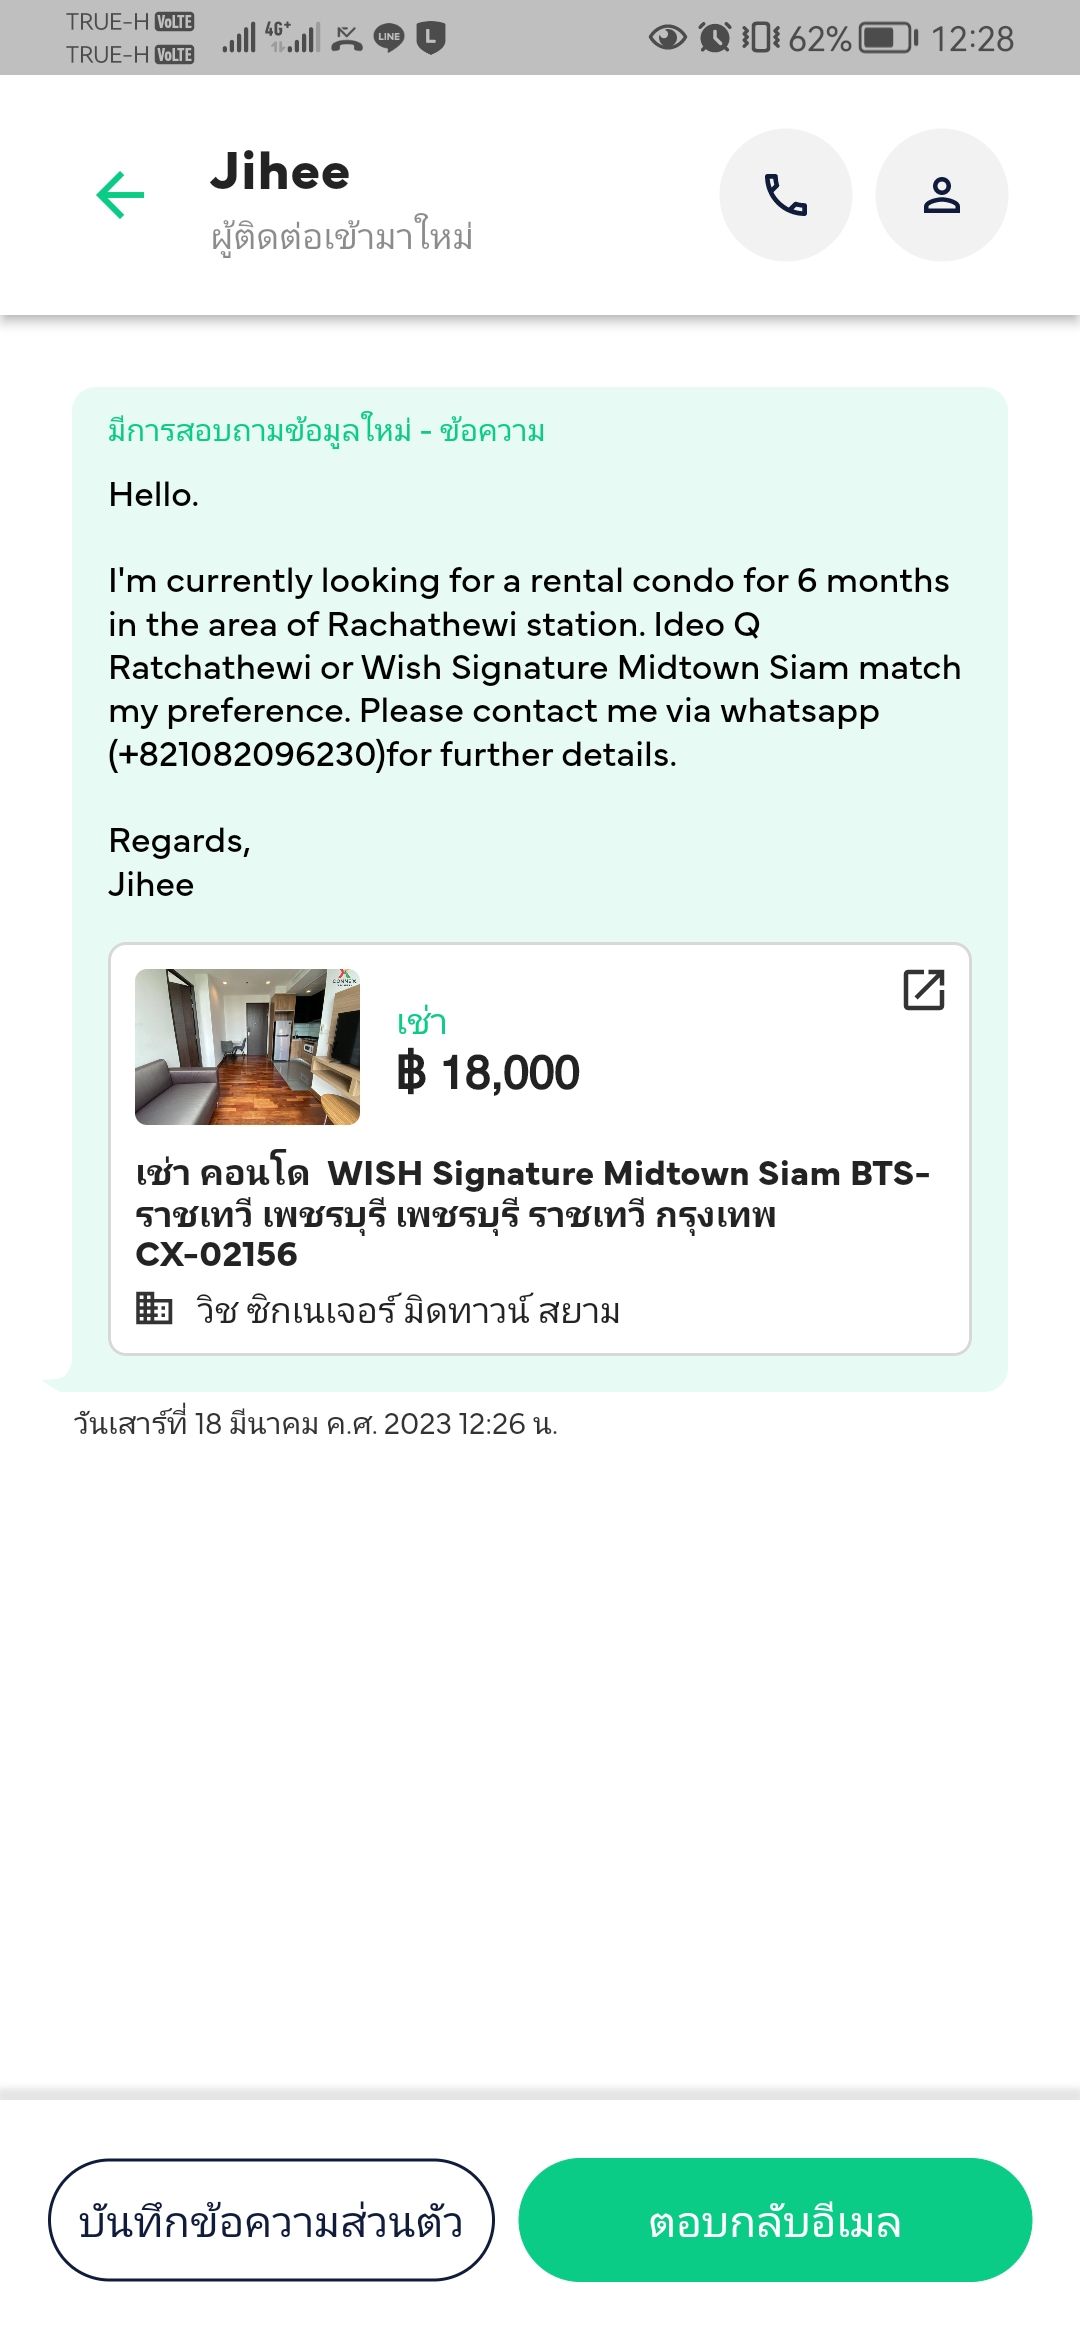 TRUE-H VoLTE
TRUE-H VoLTE
4G+
LINE
L
62%
12:28
Jihee
ผู้ติดต่อเข้ามาใหม่
มีการสอบถามข้อมูลใหม่ - ข้อความ
Hello.
I'm currently looking for a rental condo for 6 months
in the area of Rachathewi station. Ideo Q
Ratchathewi or Wish Signature Midtown Siam match
my preference. Please contact me via whatsapp
(+821082096230)for further details.
Regards,
Jihee
เช่า
฿ 18,000
เช่า คอนโด  WISH Signature Midtown Siam BTS-
ราชเทวี เพชรบุรี เพชรบุรี ราชเทวี กรุงเทพ
CX-02156
วิช ซิกเนเจอร์ มิดทาวน์ สยาม
วันเสาร์ที่ 18 มีนาคม ค.ศ. 2023 12:26 น.
บันทึกข้อความส่วนตัว
ตอบกลับอีเมล